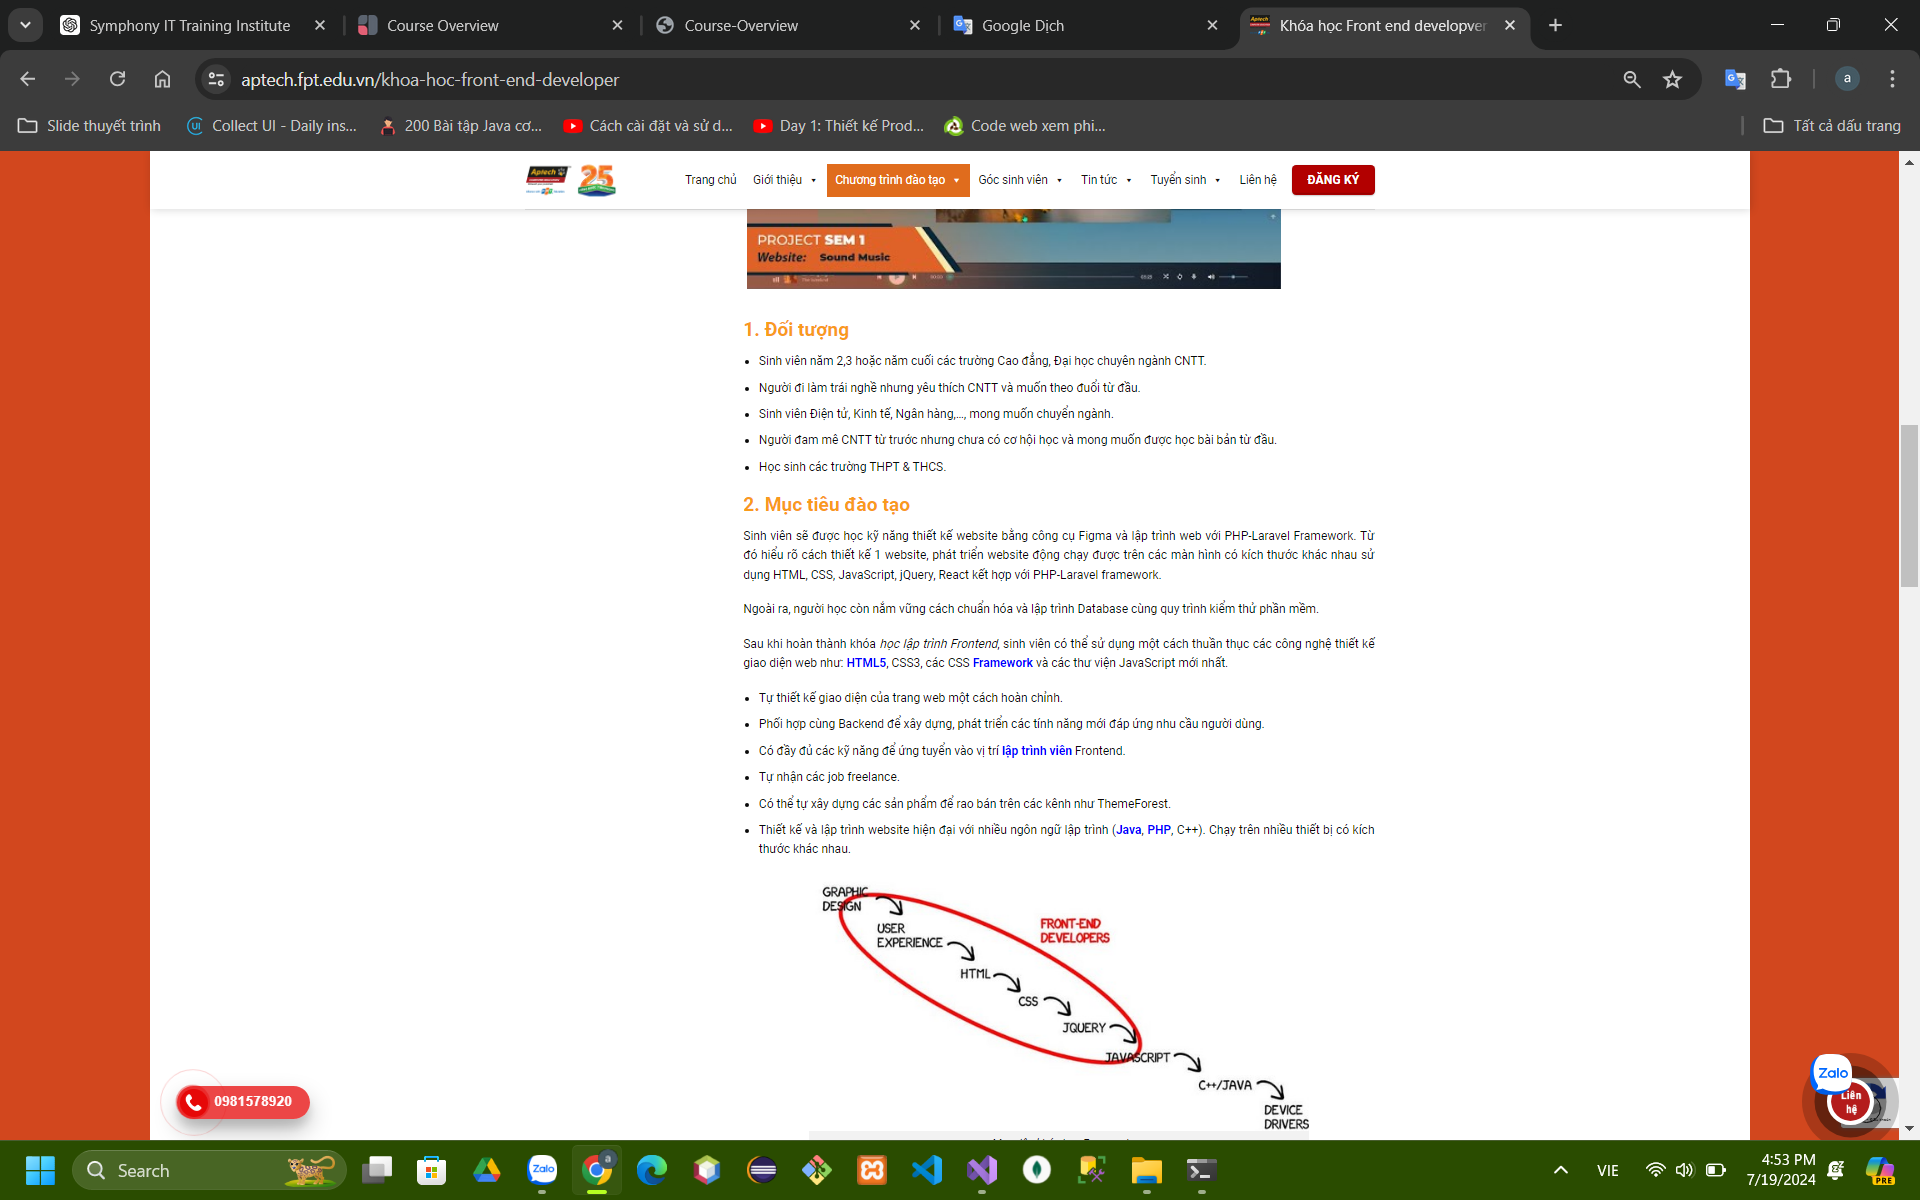 Symphony IT Training Institute
Course Overview
Course-Overview
Google Dịch
Khóa học Front end developver
aptech.fpt.edu.vn/khoa-hoc-front-end-developer
a
Slide thuyết trình
Collect UI - Daily ins...
200 Bài tập Java cơ...
Cách cài đặt và sử d...
Day 1: Thiết kế Prod...
Code web xem phi...
Tất cả dấu trang
Aptech
25
Trang chủ
Giới thiệu
Chương trình đào tạo
Góc sinh viên
Tin tức
Tuyển sinh
Liên hệ
ĐĂNG KÝ
PROJECT SEM 1
Website: Sound Music
1. Đối tượng
Sinh viên năm 2,3 hoặc năm cuối các trường Cao đẳng, Đại học chuyên ngành CNTT.
Người đi làm trái nghề nhưng yêu thích CNTT và muốn theo đuổi từ đầu.
Sinh viên Điện tử, Kinh tế, Ngân hàng,…, mong muốn chuyển ngành.
Người đam mê CNTT từ trước nhưng chưa có cơ hội học và mong muốn được học bài bản từ đầu.
Học sinh các trường THPT & THCS.
2. Mục tiêu đào tạo
Sinh viên sẽ được học kỹ năng thiết kế website bằng công cụ Figma và lập trình web với PHP-Laravel Framework. Từ
đó hiểu rõ cách thiết kế 1 website, phát triển website động chạy được trên các màn hình có kích thước khác nhau sử
dụng HTML, CSS, JavaScript, jQuery, React kết hợp với PHP-Laravel framework.
Ngoài ra, người học còn nắm vững cách chuẩn hóa và lập trình Database cùng quy trình kiểm thử phần mềm.
Sau khi hoàn thành khóa học lập trình Frontend, sinh viên có thể sử dụng một cách thuần thục các công nghệ thiết kế
giao diện web như: HTML5, CSS3, các CSS Framework và các thư viện JavaScript mới nhất.
Tự thiết kế giao diện của trang web một cách hoàn chỉnh.
Phối hợp cùng Backend để xây dựng, phát triển các tính năng mới đáp ứng nhu cầu người dùng.
Có đầy đủ các kỹ năng để ứng tuyển vào vị trí lập trình viên Frontend.
Tự nhận các job freelance.
Có thể tự xây dựng các sản phẩm để rao bán trên các kênh như ThemeForest.
Thiết kế và lập trình website hiện đại với nhiều ngôn ngữ lập trình (Java, PHP, C++). Chạy trên nhiều thiết bị có kích
thước khác nhau.
GRAPHIC
DESIGN
USER
EXPERIENCE
FRONT-END
DEVELOPERS
HTML
CSS
JQUERY
JAVASCRIPT
C++/JAVA
DEVICE
DRIVERS
0981578920
Zalo
Liên
hệ
Search
Zalo
a
VIE
4:53 PM
7/19/2024
PRE